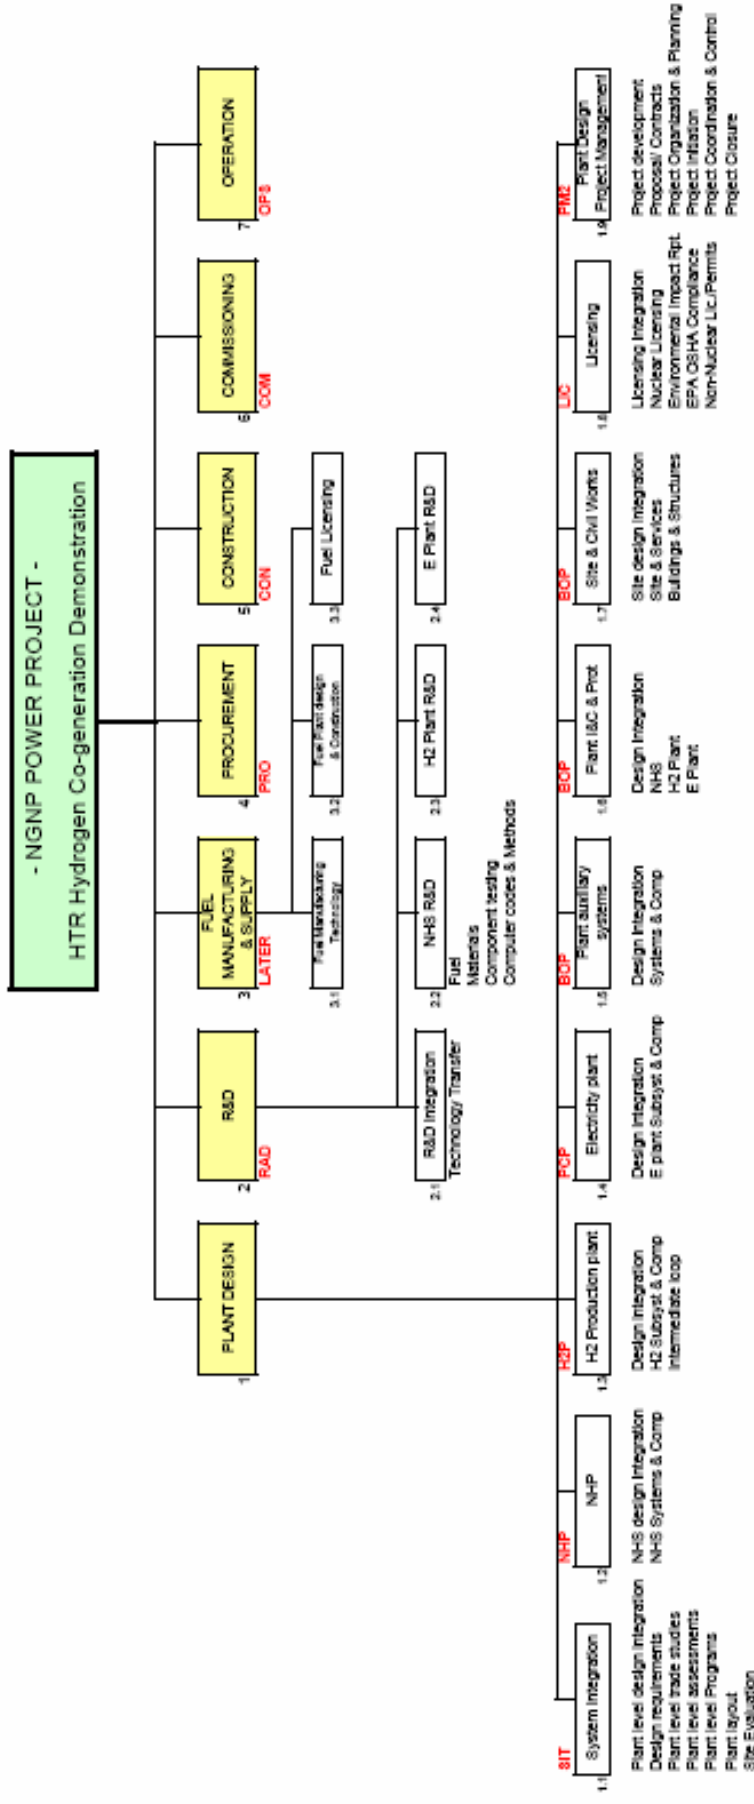 - NGNP POWER PROJECT -
HTR Hydrogen Co-generation Demonstration
PLANT DESIGN
1
R&D
2
RAD
FUEL
MANUFACTURING
& SUPPLY
3
LATER
PROCUREMENT
4
PRO
CONSTRUCTION
5
CON
COMMISSIONING
6
COM
OPERATION
7
OPS
Fuel Manufacturing
Technology
3.1
Fuel Plant design
& Construction
3.2
Fuel Licensing
3.3
R&D Integration
2.1
Technology Transfer
NHS R&D
2.2
Fuel
Materials
Component testing
Computer codes & Methods
H2 Plant R&D
2.3
E Plant R&D
2.4
SIT
System Integration
1.1
Plant level design Integration
Design requirements
Plant level trade studies
Plant level assessments
Plant level Programs
Plant layout
Site Evaluation
NHP
NHP
1.2
NHS design Integration
NHS Systems & Comp
H2P
H2 Production plant
1.3
Design Integration
H2 Subsyst & Comp
Intermediate loop
PCP
Electricity plant
1.4
Design Integration
E plant Subsyst & Comp
BOP
Plant auxiliary
systems
1.5
Design Integration
Systems & Comp
BOP
Plant I&C & Prot
1.6
Design Integration
NHS
H2 Plant
E Plant
BOP
Site & Civil Works
1.7
Site design Integration
Site & Services
Buildings & Structures
LIC
Licensing
1.8
Licensing Integration
Nuclear Licensing
Environmental Impact Rpt.
EPA OSHA Compliance
Non-Nuclear Lic./Permits
PM2
Plant Design
Project Management
1.9
Project development
Proposal/ Contracts
Project Organization & Planning
Project Initiation
Project Coordination & Control
Project Closure